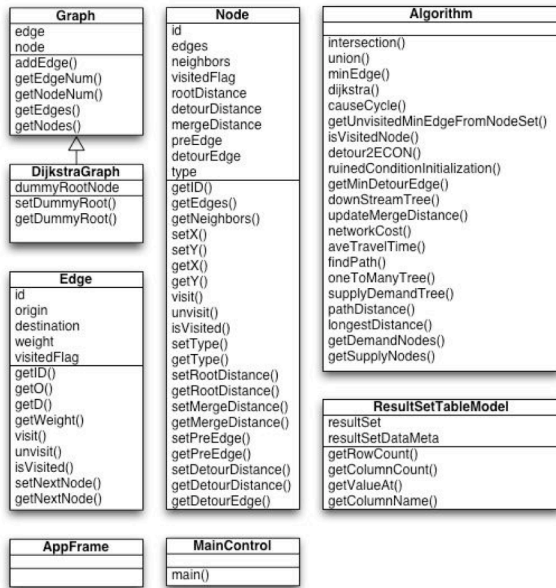 Graph
edge
node
addEdge()
getEdgeNum()
getNodeNum()
getEdges()
getNodes()
DijkstraGraph
dummyRootNode
setDummyRoot()
getDummyRoot()
Edge
id
origin
destination
weight
visitedFlag
getID()
getO()
getD()
getWeight()
visit()
unvisit()
isVisited()
setNextNode()
getNextNode()
AppFrame
Node
id
edges
neighbors
visitedFlag
rootDistance
detourDistance
mergeDistance
preEdge
detourEdge
type
getID()
getEdges()
getNeighbors()
setX()
setY()
getX()
getY()
visit()
unvisit()
isVisited()
setType()
getType()
setRootDistance()
getRootDistance()
setMergeDistance()
getMergeDistance()
setPreEdge()
getPreEdge()
setDetourDistance()
getDetourDistance()
getDetourEdge()
MainControl
main()
Algorithm
intersection()
union()
minEdge()
dijkstra()
causeCycle()
getUnvisitedMinEdgeFromNodeSet()
isVisitedNode()
detour2ECON()
ruinedConditionInitialization()
getMinDetourEdge()
downStreamTree()
updateMergeDistance()
networkCost()
aveTravelTime()
findPath()
oneToManyTree()
supplyDemandTree()
pathDistance()
longestDistance()
getDemandNodes()
getSupplyNodes()
ResultSetTableModel
resultSet
resultSetDataMeta
getRowCount()
getColumnCount()
getValueAt()
getColumnName()